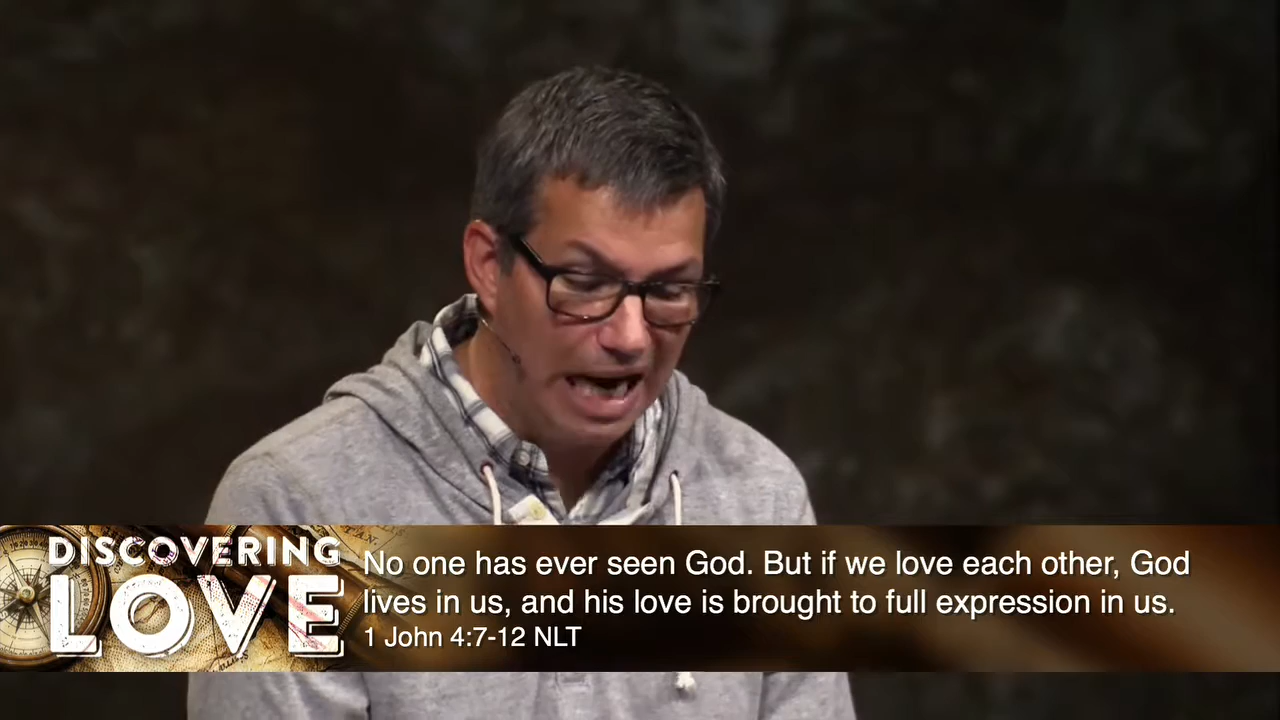 DISCOVERING
LOVE
No one has ever seen God. But if we love each other, God
lives in us, and his love is brought to full expression in us.
1 John 4:7-12 NLT